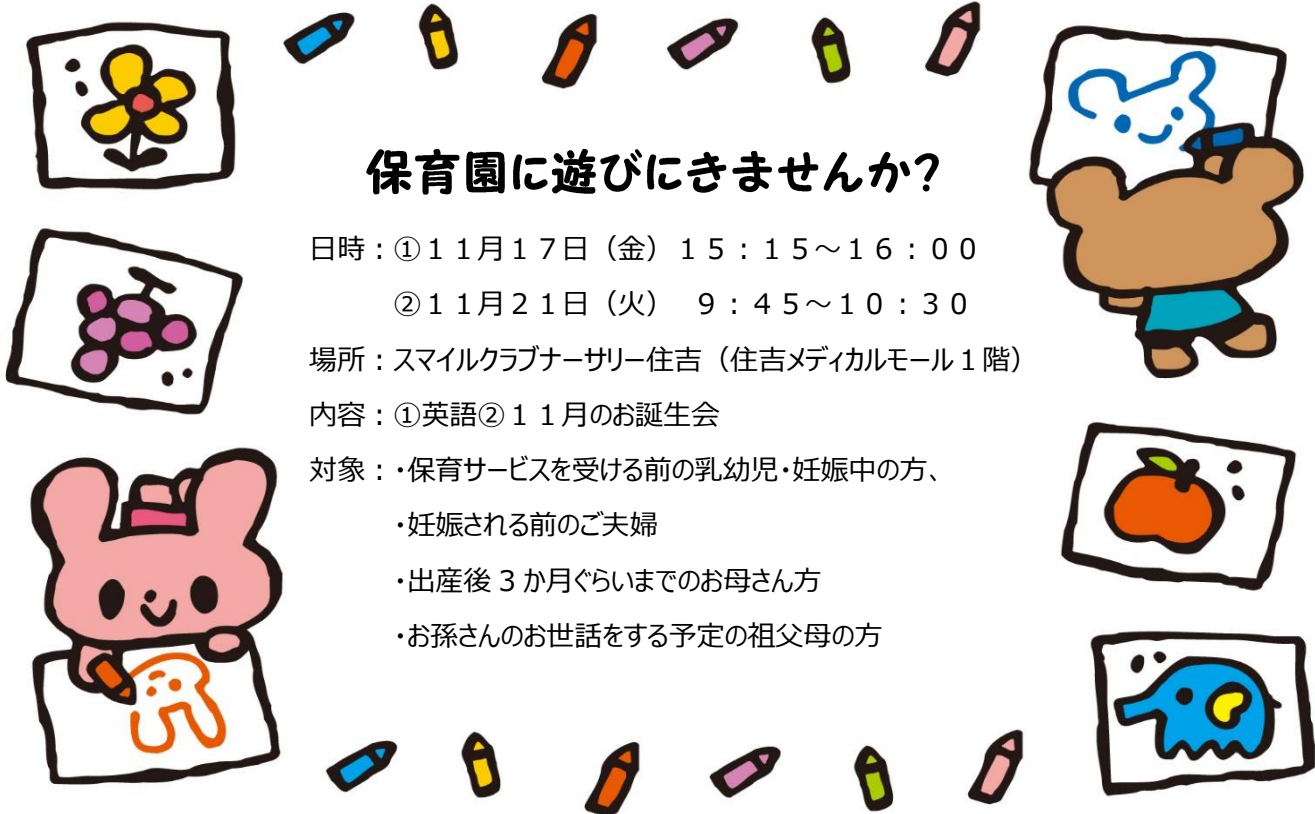 保育園に遊びにきませんか?
日時:①11月17日(金)15:15~16:00
②11月21日(火) 9:45~10:30
場所:スマイルクラブナーサリー住吉(住吉メディカルモール1階)
内容:①英語②11月のお誕生会
対象:・保育サービスを受ける前の乳幼児・妊娠中の方、
・妊娠される前のご夫婦
・出産後3か月ぐらいまでのお母さん方
・お孫さんのお世話をする予定の祖父母の方